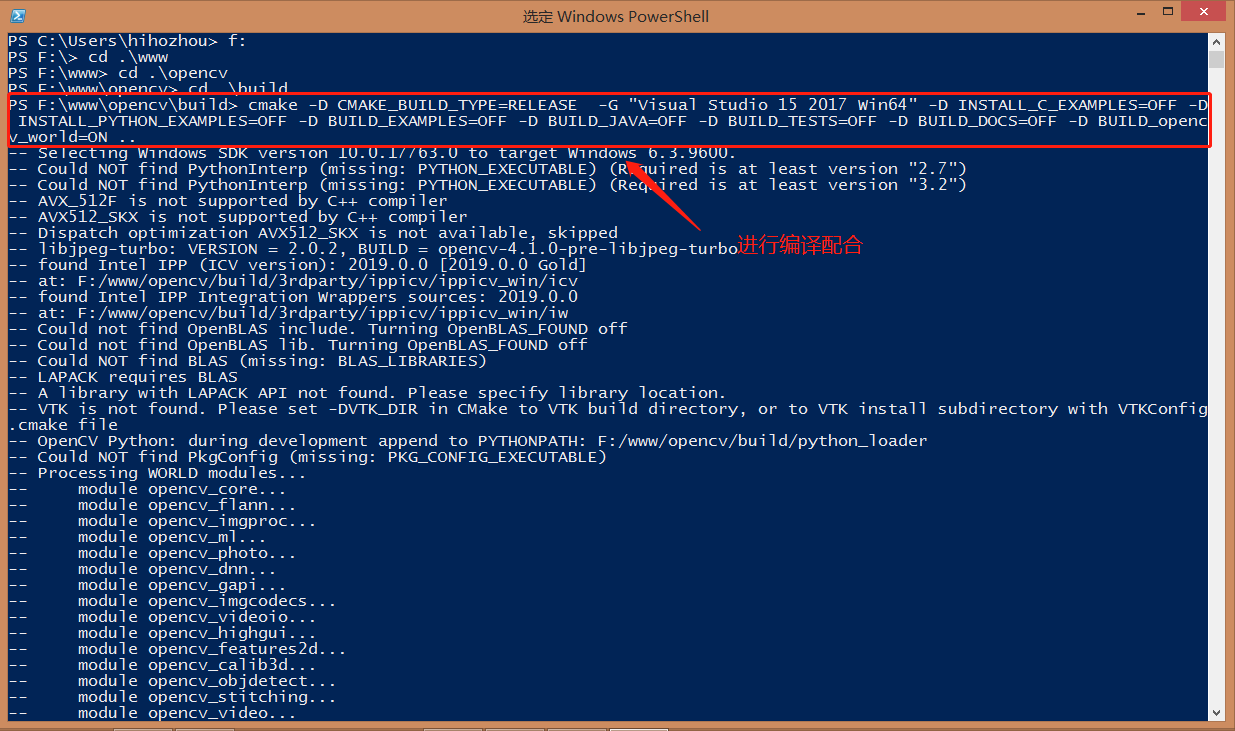 选定 Windows PowerShell
PS C:\Users\hihozhou> f:
PS F:\> cd .\www
PS F:\www> cd .\opencv
PS F:\www\opencv> cd .\build
PS F:\www\opencv\build> cmake -D CMAKE_BUILD_TYPE=RELEASE  -G "Visual Studio 15 2017 Win64" -D INSTALL_C_EXAMPLES=OFF -D
 INSTALL_PYTHON_EXAMPLES=OFF -D BUILD_EXAMPLES=OFF -D BUILD_JAVA=OFF -D BUILD_TESTS=OFF -D BUILD_DOCS=OFF -D BUILD_openc
v_world=ON ..
-- Selecting Windows SDK version 10.0.17763.0 to target Windows 6.3.9600.
-- Could NOT find PythonInterp (missing: PYTHON_EXECUTABLE) (Required is at least version "2.7")
-- Could NOT find PythonInterp (missing: PYTHON_EXECUTABLE) (Required is at least version "3.2")
-- AVX_512F is not supported by C++ compiler
-- AVX512_SKX is not supported by C++ compiler
-- Dispatch optimization AVX512_SKX is not available, skipped
-- libjpeg-turbo: VERSION = 2.0.2, BUILD = opencv-4.1.0-pre-libjpeg-turbo
进行编译配合
-- found Intel IPP (ICV version): 2019.0.0 [2019.0.0 Gold]
-- at: F:/www/opencv/build/3rdparty/ippicv/ippicv_win/icv
-- found Intel IPP Integration Wrappers sources: 2019.0.0
-- at: F:/www/opencv/build/3rdparty/ippicv/ippicv_win/iw
-- Could not find OpenBLAS include. Turning OpenBLAS_FOUND off
-- Could not find OpenBLAS lib. Turning OpenBLAS_FOUND off
-- Could NOT find BLAS (missing: BLAS_LIBRARIES)
-- LAPACK requires BLAS
-- A library with LAPACK API not found. Please specify library location.
-- VTK is not found. Please set -DVTK_DIR in CMake to VTK build directory, or to VTK install subdirectory with VTKConfig
.cmake file
-- OpenCV Python: during development append to PYTHONPATH: F:/www/opencv/build/python_loader
-- Could NOT find PkgConfig (missing: PKG_CONFIG_EXECUTABLE)
-- Processing WORLD modules...
--     module opencv_core...
--     module opencv_flann...
--     module opencv_imgproc...
--     module opencv_ml...
--     module opencv_photo...
--     module opencv_dnn...
--     module opencv_gapi...
--     module opencv_imgcodecs...
--     module opencv_videoio...
--     module opencv_highgui...
--     module opencv_features2d...
--     module opencv_calib3d...
--     module opencv_objdetect...
--     module opencv_stitching...
--     module opencv_video...